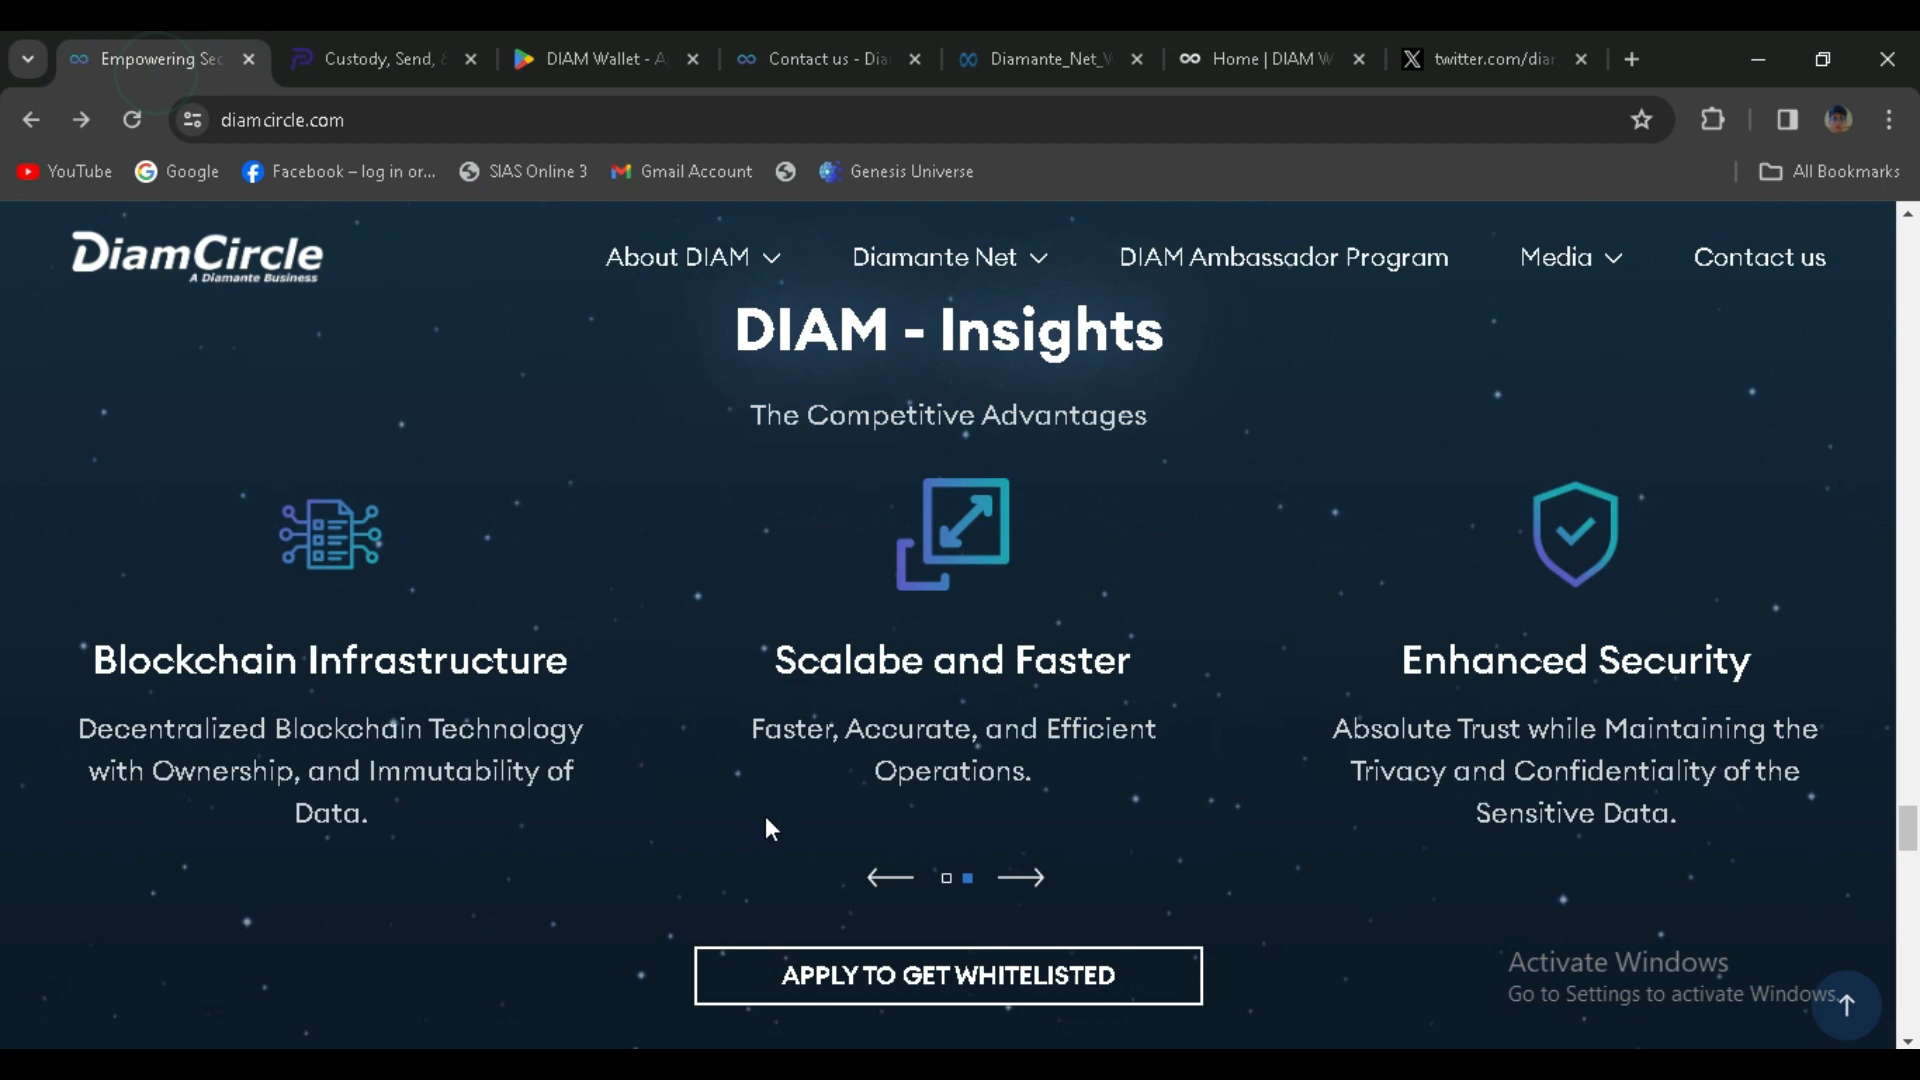 Empowering Sec
Custody, Send,
DIAM Wallet - A
Contact us - Dia
Diamante_Net_V
Home | DIAM W
X
twitter.com/diar
diamcircle.com
YouTube
Google
Facebook – log in or...
SIAS Online 3
Gmail Account
Genesis Universe
All Bookmarks
DiamCircle
A Diamante Business
About DIAM
Diamante Net
DIAM Ambassador Program
Media
Contact us
DIAM - Insights
The Competitive Advantages
Blockchain Infrastructure
Decentralized Blockchain Technology
with Ownership, and Immutability of
Data.
Scalabe and Faster
Faster, Accurate, and Efficient
Operations.
Enhanced Security
Absolute Trust while Maintaining the
Trivacy and Confidentiality of the
Sensitive Data.
APPLY TO GET WHITELISTED
Activate Windows
Go to Settings to activate Windows.